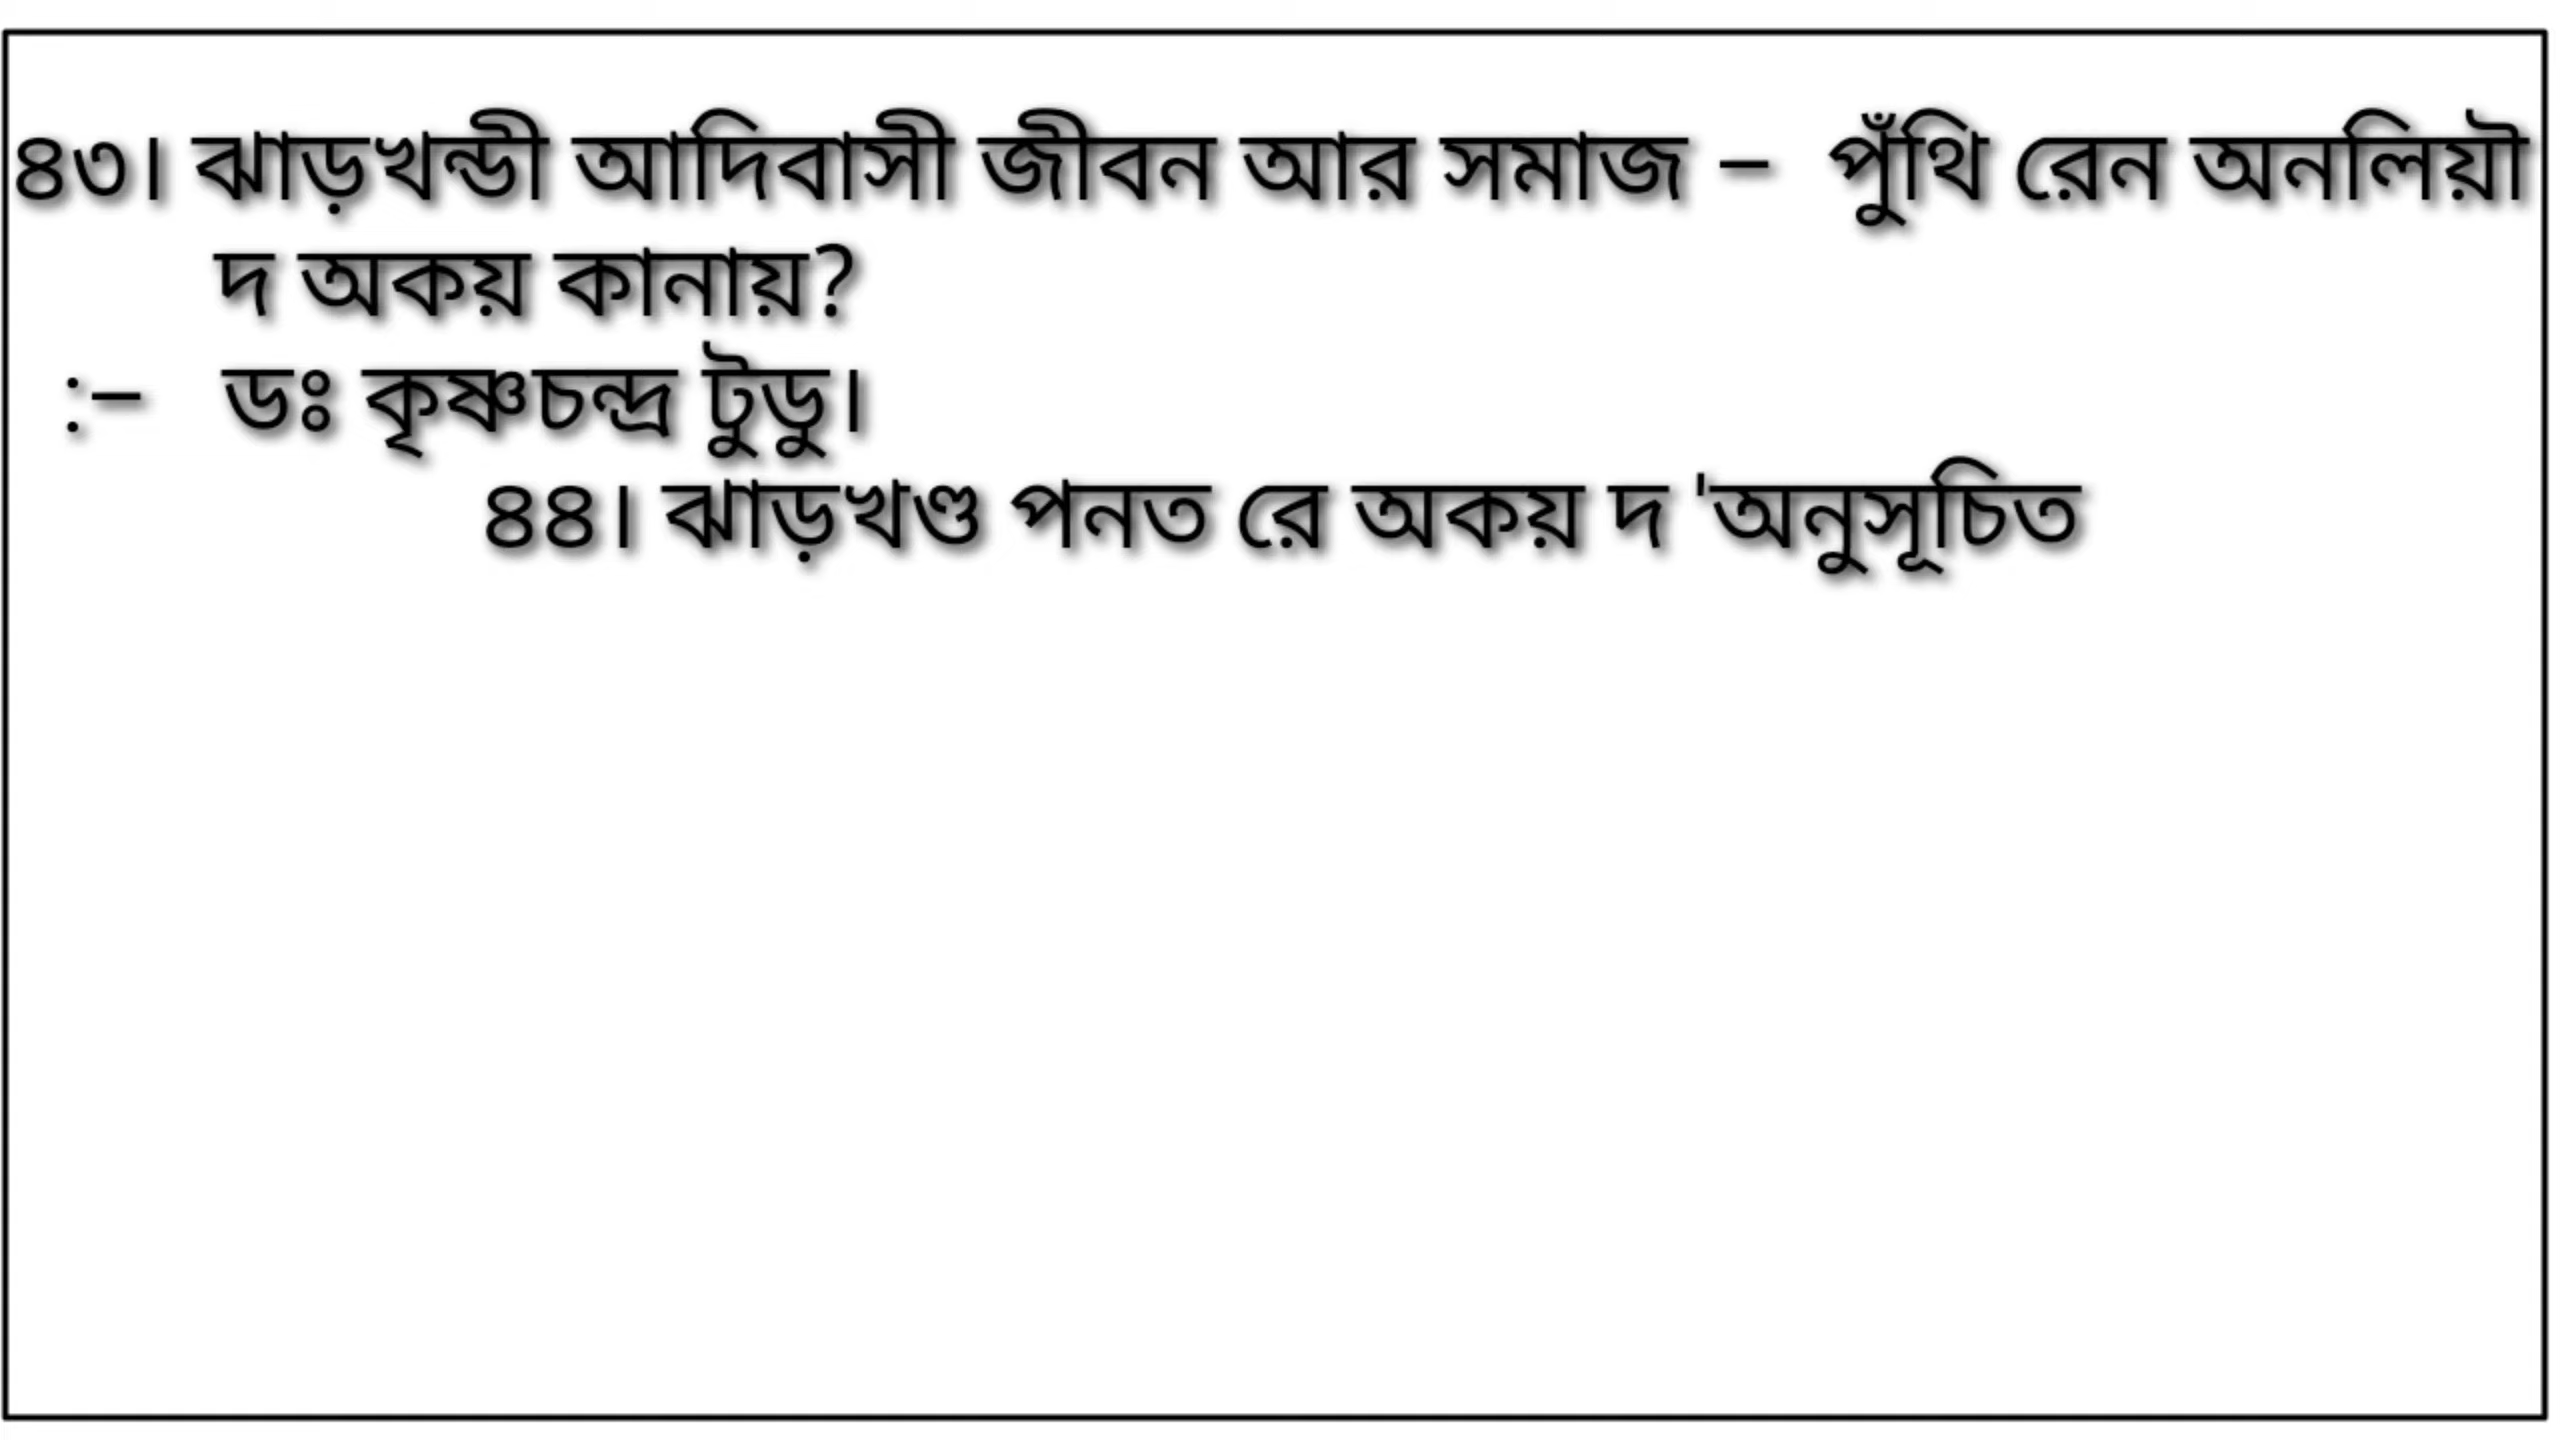 ৪৩। ঝাড়খন্ডী আদিবাসী জীবন আর সমাজ – পুঁথি রেন অনলিয়ৗ
দ অকয় কানায়?
:– ডঃ কৃষ্ণচন্দ্র টুডু।
৪৪। ঝাড়খণ্ড পনত রে অকয় দ 'অনুসূচিত